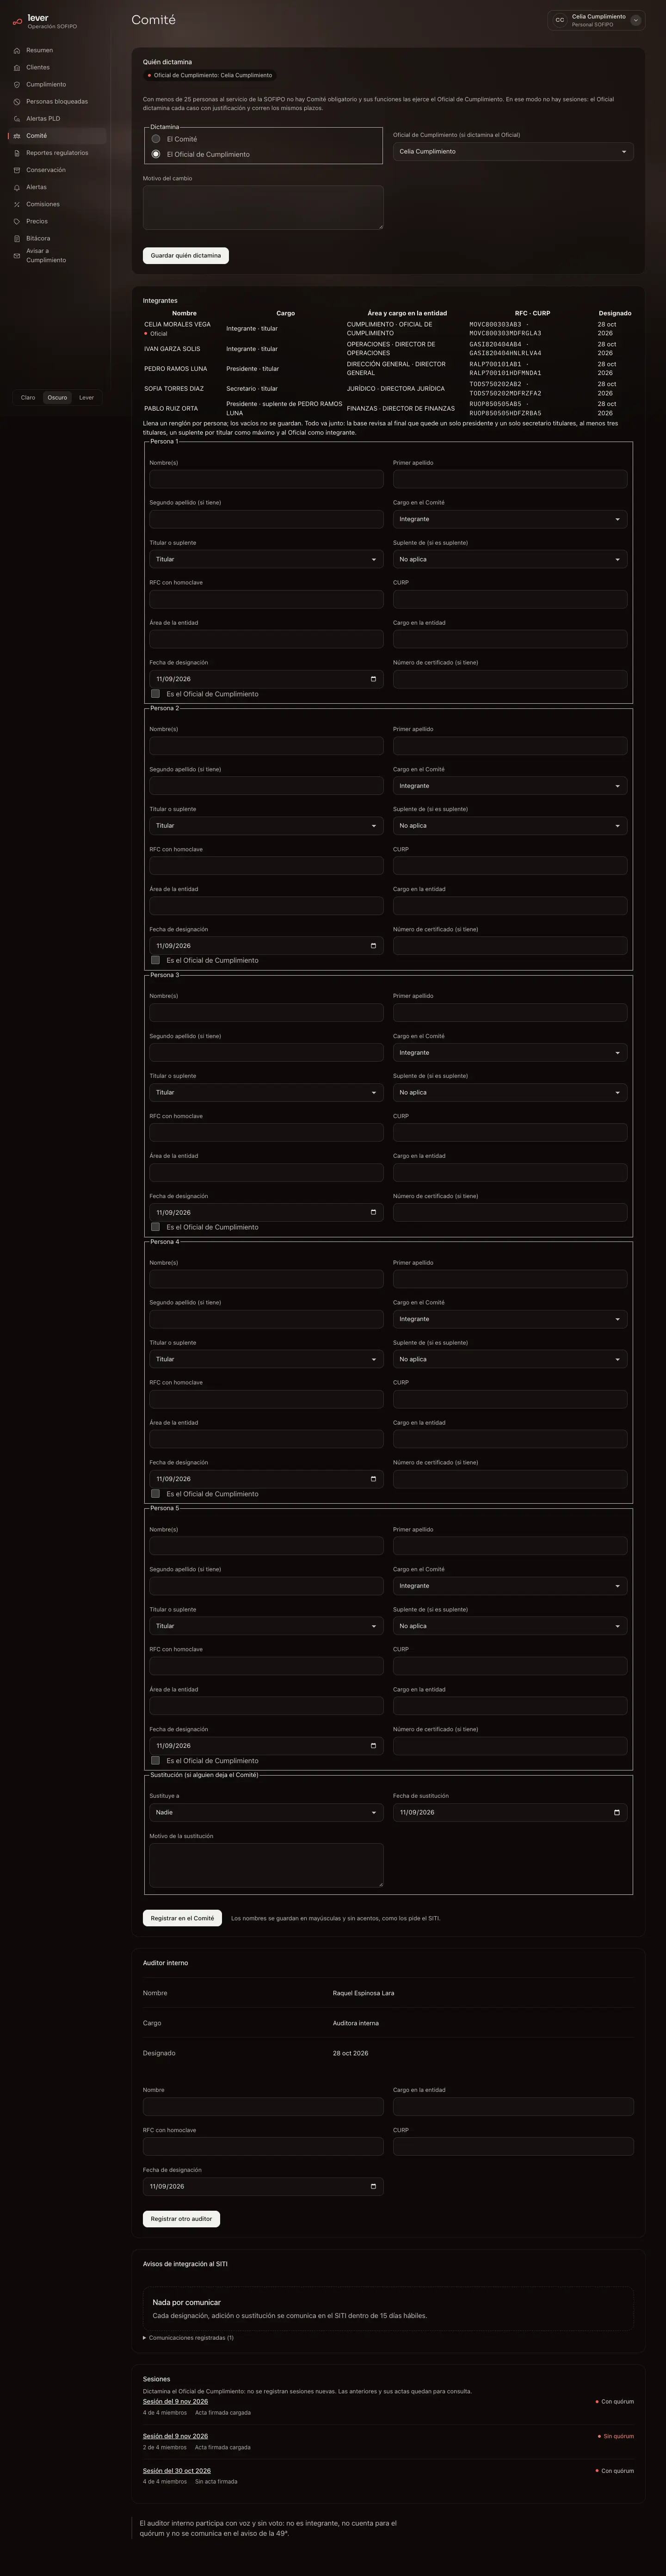 lever
Operación SOFIPO
Resumen
Clientes
Cumplimiento
Personas bloqueadas
Alertas PLD
Comité
Reportes regulatorios
Conservación
Alertas
Comisiones
Precios
Bitácora
Avisar a
Cumplimiento
Claro
Oscuro
Lever
Comité
CC
Celia Cumplimiento
Personal SOFIPO
Quién dictamina
Oficial de Cumplimiento: Celia Cumplimiento
Con menos de 25 personas al servicio de la SOFIPO no hay Comité obligatorio y sus funciones las ejerce el Oficial de Cumplimiento. En ese modo no hay sesiones: el Oficial
dictamina cada caso con justificación y corren los mismos plazos.
Dictamina
El Comité
El Oficial de Cumplimiento
Oficial de Cumplimiento (si dictamina el Oficial)
Celia Cumplimiento
Motivo del cambio
Guardar quién dictamina
Integrantes
Nombre Cargo Área y cargo en la entidad RFC · CURP Designado
CELIA MORALES VEGA
Oficial
Integrante · titular
CUMPLIMIENTO · OFICIAL DE
CUMPLIMIENTO
MOVC800303AB3 ·
MOVC800303MDFRGLA3
28 oct
2026
IVAN GARZA SOLIS
Integrante · titular
OPERACIONES · DIRECTOR DE
OPERACIONES
GASI820404AB4 ·
GASI820404HNLRLVA4
28 oct
2026
PEDRO RAMOS LUNA
Presidente · titular
DIRECCIÓN GENERAL · DIRECTOR
GENERAL
RALP700101AB1 ·
RALP700101HDFMNDA1
28 oct
2026
SOFIA TORRES DIAZ
Secretario · titular
JURÍDICO · DIRECTORA JURÍDICA
TODS750202AB2 ·
TODS750202MDFRZFA2
28 oct
2026
PABLO RUIZ ORTA
Presidente · suplente de PEDRO RAMOS
LUNA
FINANZAS · DIRECTOR DE FINANZAS
RUOP850505AB5 ·
RUOP850505HDFZRBA5
28 oct
2026
Llena un renglón por persona; los vacíos no se guardan. Todo va junto: la base revisa al final que quede un solo presidente y un solo secretario titulares, al menos tres
titulares, un suplente por titular como máximo y al Oficial como integrante.
Persona 1
Nombre(s)
Primer apellido
Segundo apellido (si tiene)
Cargo en el Comité
Integrante
Titular o suplente
Titular
Suplente de (si es suplente)
No aplica
RFC con homoclave
CURP
Área de la entidad
Cargo en la entidad
Fecha de designación
11/09/2026
Número de certificado (si tiene)
Es el Oficial de Cumplimiento
Persona 2
Nombre(s)
Primer apellido
Segundo apellido (si tiene)
Cargo en el Comité
Integrante
Titular o suplente
Titular
Suplente de (si es suplente)
No aplica
RFC con homoclave
CURP
Área de la entidad
Cargo en la entidad
Fecha de designación
11/09/2026
Número de certificado (si tiene)
Es el Oficial de Cumplimiento
Persona 3
Nombre(s)
Primer apellido
Segundo apellido (si tiene)
Cargo en el Comité
Integrante
Titular o suplente
Titular
Suplente de (si es suplente)
No aplica
RFC con homoclave
CURP
Área de la entidad
Cargo en la entidad
Fecha de designación
11/09/2026
Número de certificado (si tiene)
Es el Oficial de Cumplimiento
Persona 4
Nombre(s)
Primer apellido
Segundo apellido (si tiene)
Cargo en el Comité
Integrante
Titular o suplente
Titular
Suplente de (si es suplente)
No aplica
RFC con homoclave
CURP
Área de la entidad
Cargo en la entidad
Fecha de designación
11/09/2026
Número de certificado (si tiene)
Es el Oficial de Cumplimiento
Persona 5
Nombre(s)
Primer apellido
Segundo apellido (si tiene)
Cargo en el Comité
Integrante
Titular o suplente
Titular
Suplente de (si es suplente)
No aplica
RFC con homoclave
CURP
Área de la entidad
Cargo en la entidad
Fecha de designación
11/09/2026
Número de certificado (si tiene)
Es el Oficial de Cumplimiento
Sustitución (si alguien deja el Comité)
Sustituye a
Nadie
Fecha de sustitución
11/09/2026
Motivo de la sustitución
Registrar en el Comité
Los nombres se guardan en mayúsculas y sin acentos, como los pide el SITI.
Auditor interno
Nombre Raquel Espinosa Lara
Cargo Auditora interna
Designado 28 oct 2026
Nombre
Cargo en la entidad
RFC con homoclave
CURP
Fecha de designación
11/09/2026
Registrar otro auditor
Avisos de integración al SITI
Nada por comunicar
Cada designación, adición o sustitución se comunica en el SITI dentro de 15 días hábiles.
Comunicaciones registradas (1)
Sesiones
Dictamina el Oficial de Cumplimiento: no se registran sesiones nuevas. Las anteriores y sus actas quedan para consulta.
Sesión del 9 nov 2026
Con quórum
4 de 4 miembros Acta firmada cargada
Sesión del 9 nov 2026
Sin quórum
2 de 4 miembros Acta firmada cargada
Sesión del 30 oct 2026
Con quórum
4 de 4 miembros Sin acta firmada
El auditor interno participa con voz y sin voto: no es integrante, no cuenta para el
quórum y no se comunica en el aviso de la 49ª.